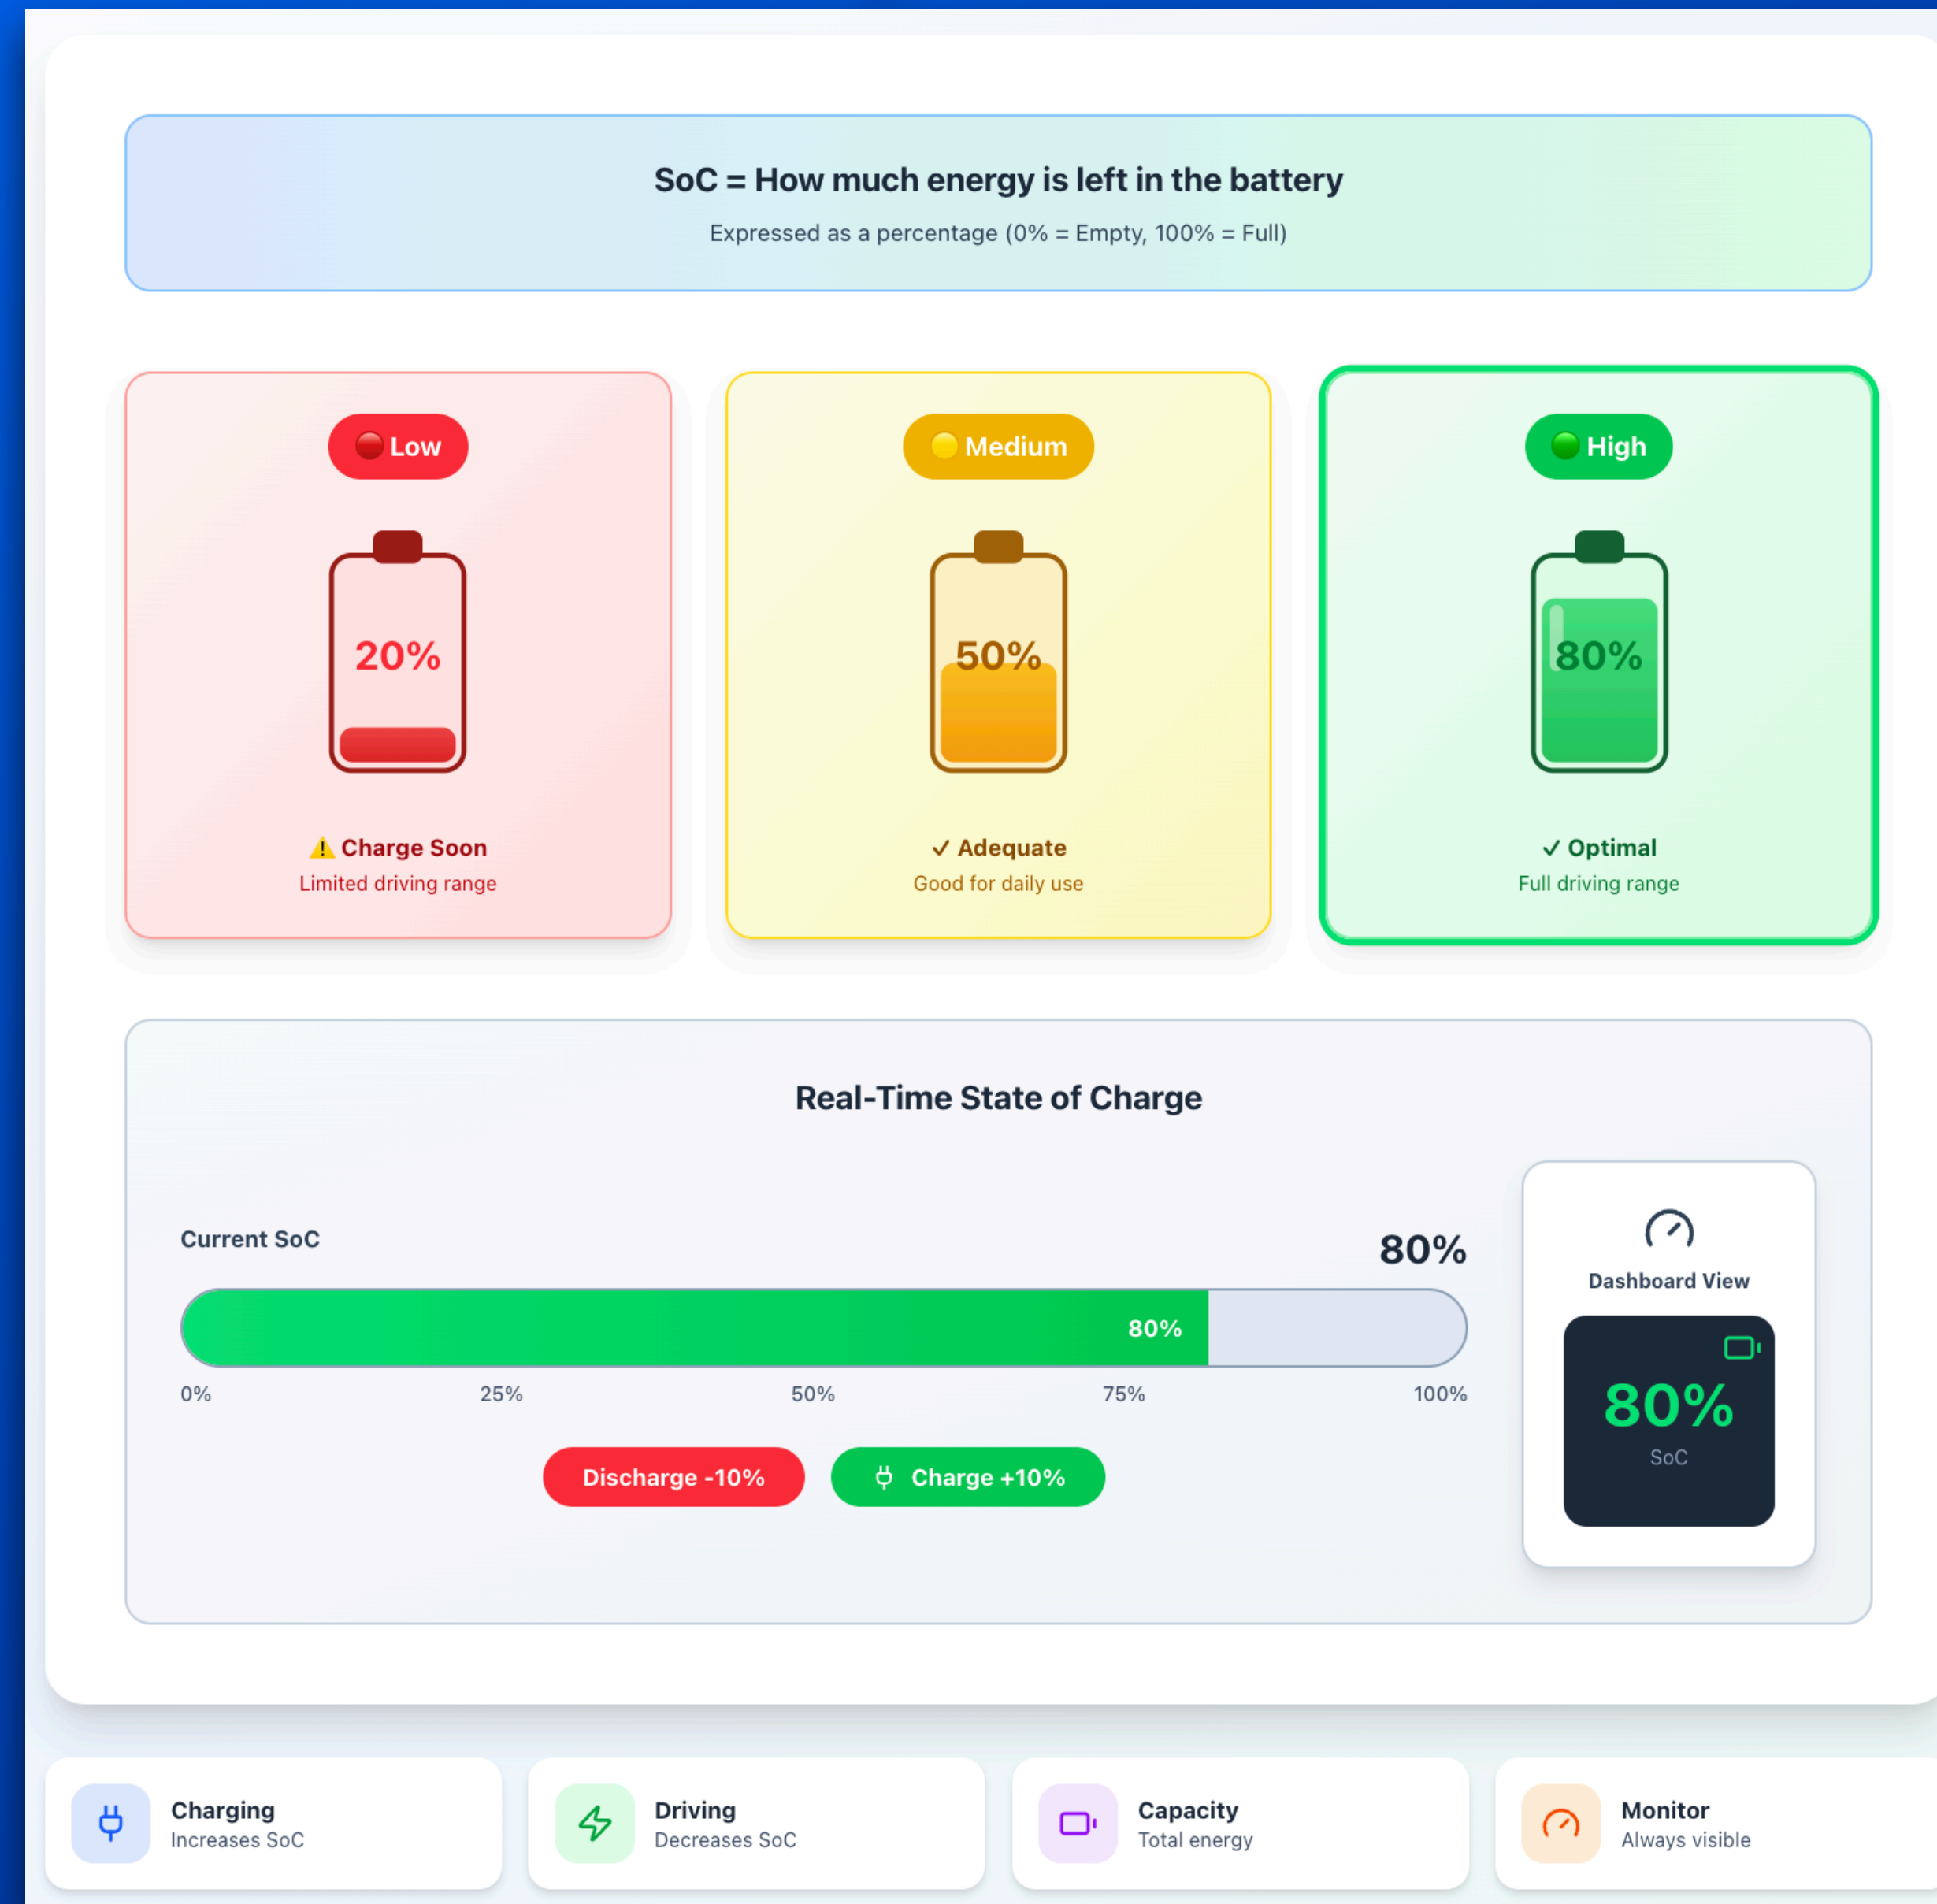 SoC = How much energy is left in the battery
Expressed as a percentage (0% = Empty, 100% = Full)
Low
20%
Charge Soon
Limited driving range
Medium
50%
✓ Adequate
Good for daily use
High
80%
✓ Optimal
Full driving range
Real-Time State of Charge
Current SoC
80%
80%
0% 25% 50% 75% 100%
Discharge -10%
Charge +10%
Dashboard View
80%
SoC
Charging
Increases SoC
Driving
Decreases SoC
Capacity
Total energy
Monitor
Always visible